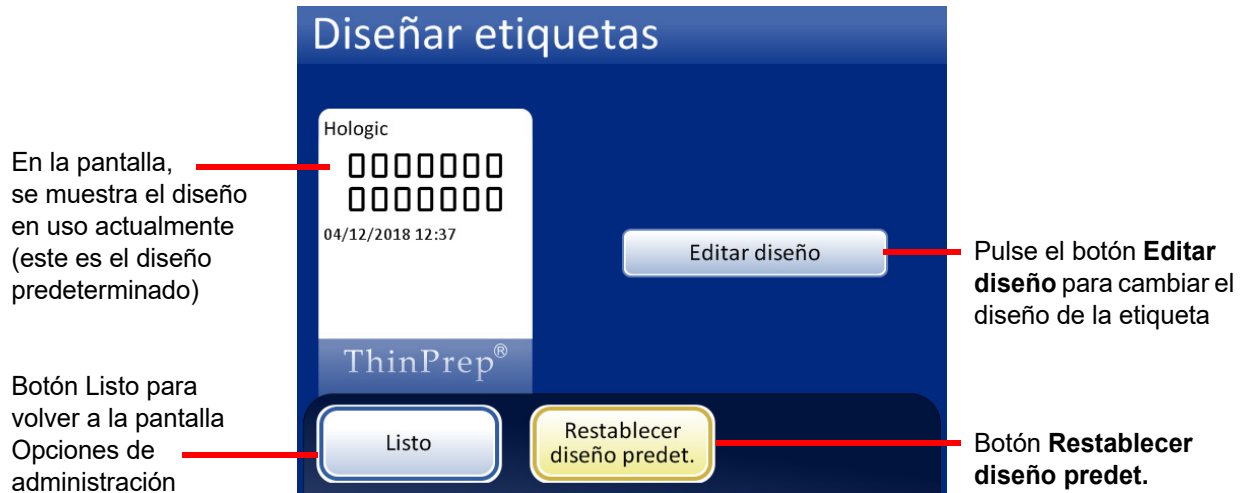 Diseñar etiquetas
Hologic
0000000
0000000
04/12/2018 12:37
ThinPrep®
Editar diseño
Listo
Restablecer
diseño predet.
En la pantalla,
se muestra el diseño
en uso actualmente
(este es el diseño
predeterminado)
Botón Listo para
volver a la pantalla
Opciones de
administración
Pulse el botón Editar
diseño para cambiar el
diseño de la etiqueta
Botón Restablecer
diseño predet.